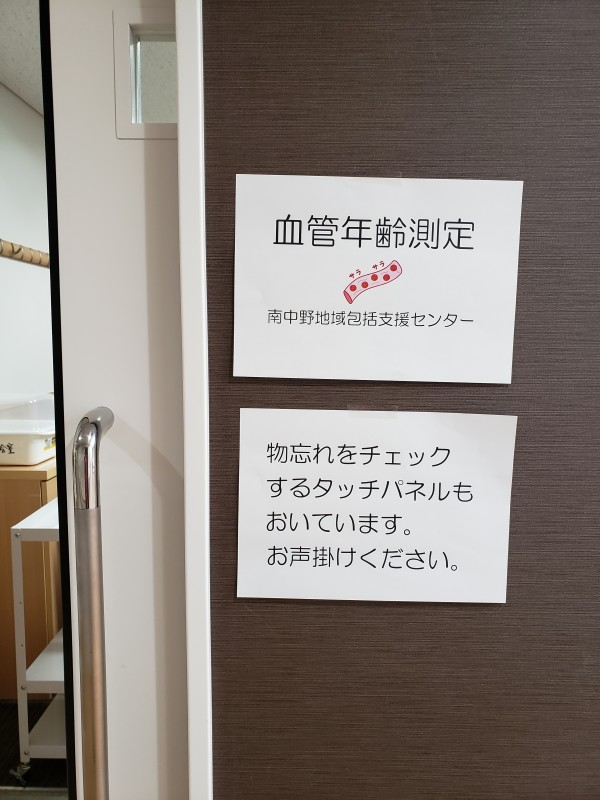 血管年齢測定
サラ サラ
南中野地域包括支援センター
物忘れをチェック
するタッチパネルも
おいています。
お声掛けください。